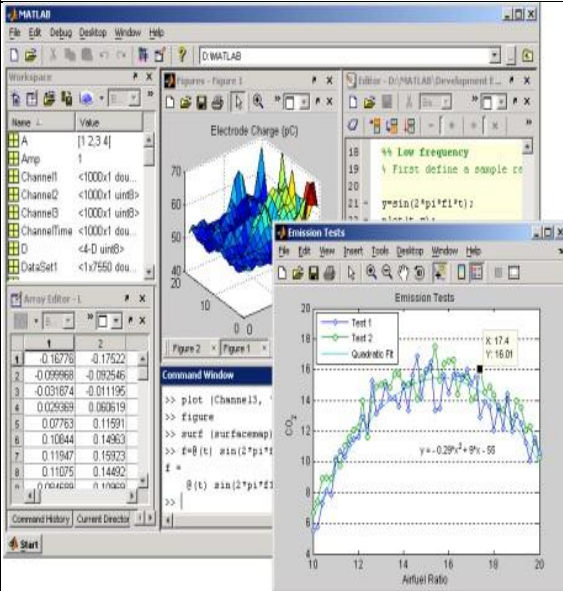 MATLAB
File Edit Debug Desktop Window Help
D:\MATLAB
Workspace
Name Value
A [1 2;3 4]
Amp 1
Channel1 <1000x1 dou...
Channel2 <1000x1 uint8>
Channel3 <1000x1 uint8>
ChannelTime <1000x1 dou...
D <4-D uint8>
DataSet1 <1x7550 dou...
Figures - Figure 1
Electrode Charge (pC)
70
60
50
40
20
10
0 0
Figure 2 Figure 1
Editor - D:\MATLAB\Development E...
18 %% Low frequency
19 % First define a sample re
20
21 - y=sin(2*pi*f1*t);
Array Editor - L
1 2
1 -0.16776 -0.17522
2 -0.099968 -0.092546
3 -0.031874 -0.011195
4 0.029369 0.060619
5 0.07763 0.11591
6 0.10844 0.14963
7 0.11947 0.15923
8 0.11075 0.14492
Command History Current Director
Start
Command Window
>> plot (Channel3, '
>> figure
>> surf (surfacemap)
>> f=@(t) sin(2*pi*f
f =
@(t) sin(2*pi*f1
>>
Emission Tests
File Edit View Insert Tools Desktop Window Help
Emission Tests
Test 1
Test 2
Quadratic Fit
X: 17.4
Y: 16.01
y = - 0.29*x² + 9*x - 55
CO₂
20
18
16
14
12
10
8
6
4
10 12 14 16 18 20
Air/fuel Ratio